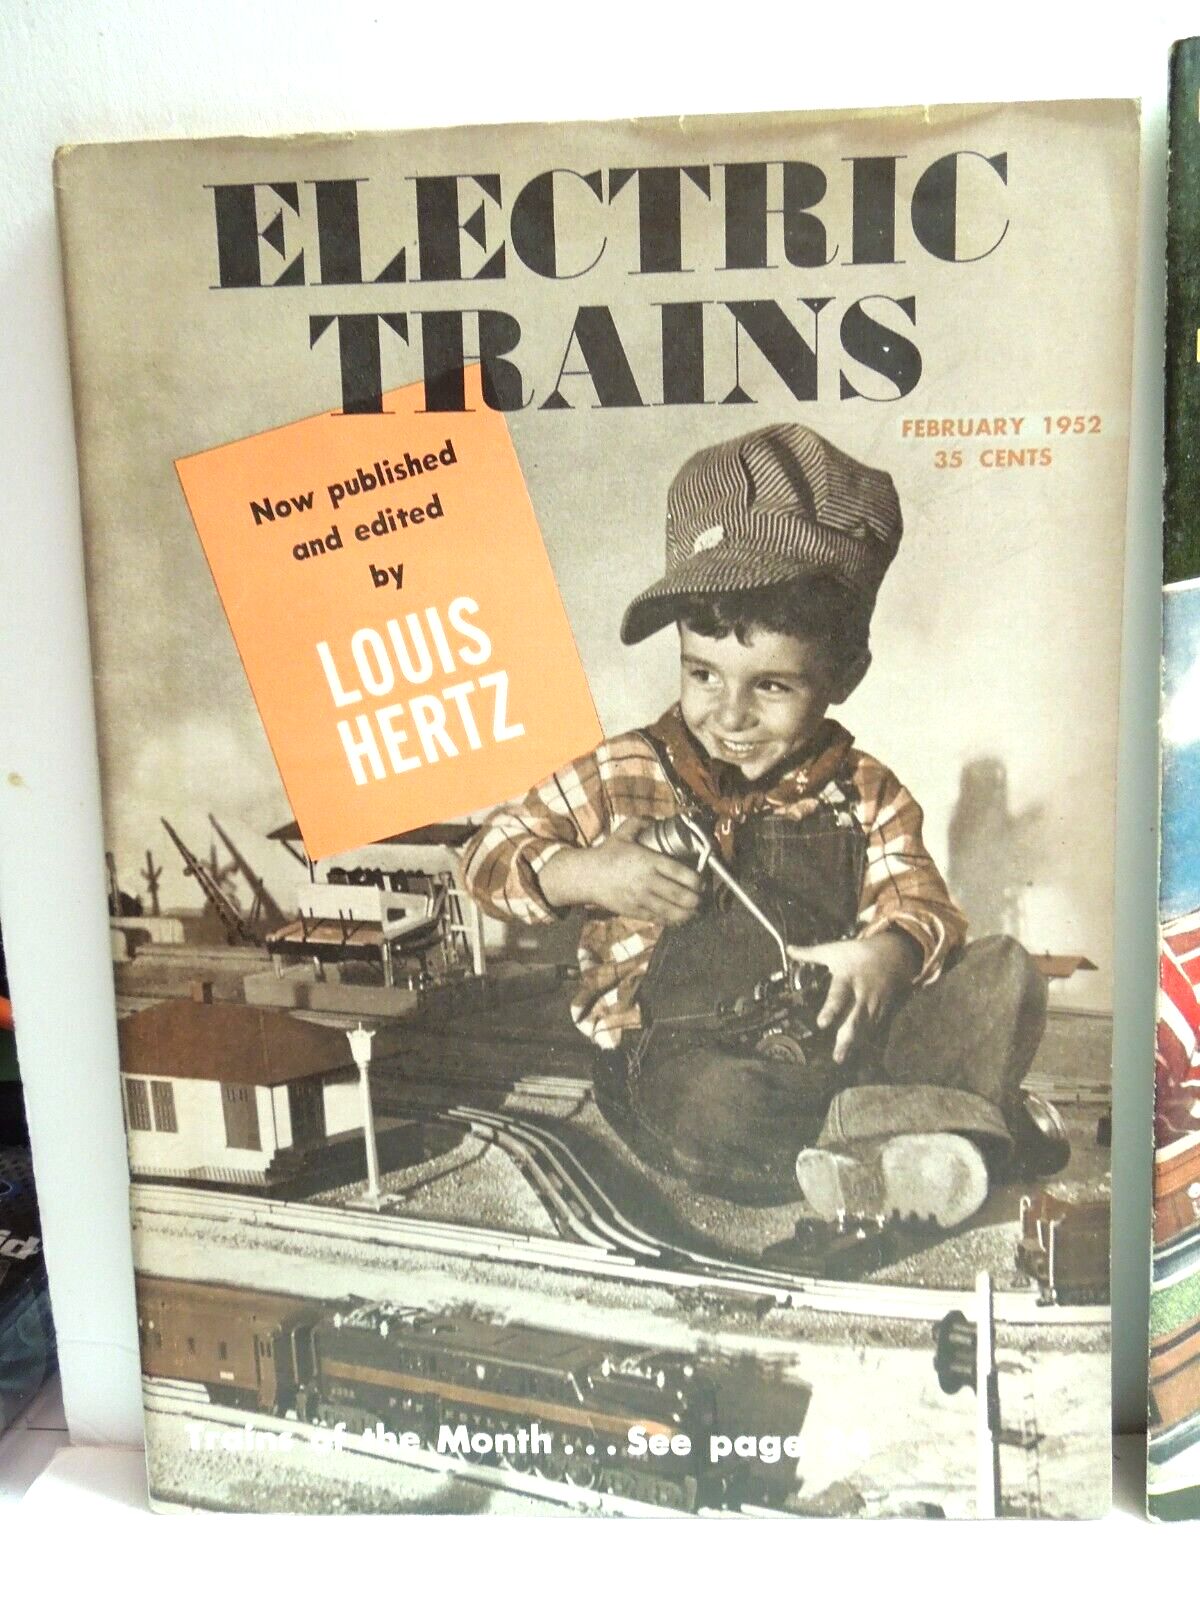 ELECTRIC
TRAINS
FEBRUARY 1952
35 CENTS
Now published
and edited
by
LOUIS
HERTZ
Trains of the Month . . . See page